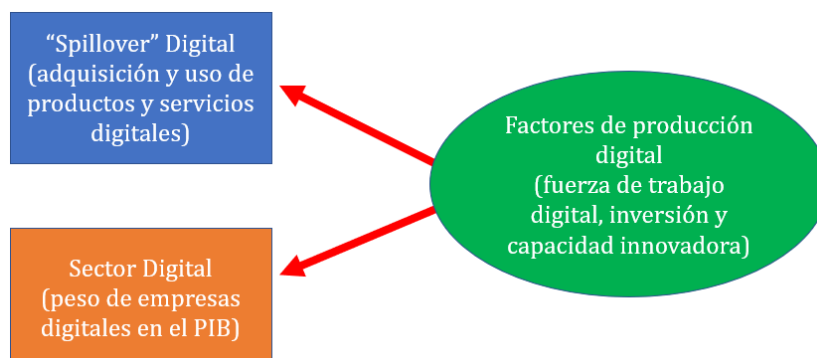 “Spillover” Digital
(adquisición y uso de
productos y servicios
digitales)
Factores de producción
digital
(fuerza de trabajo
digital, inversión y
capacidad innovadora)
Sector Digital
(peso de empresas
digitales en el PIB)